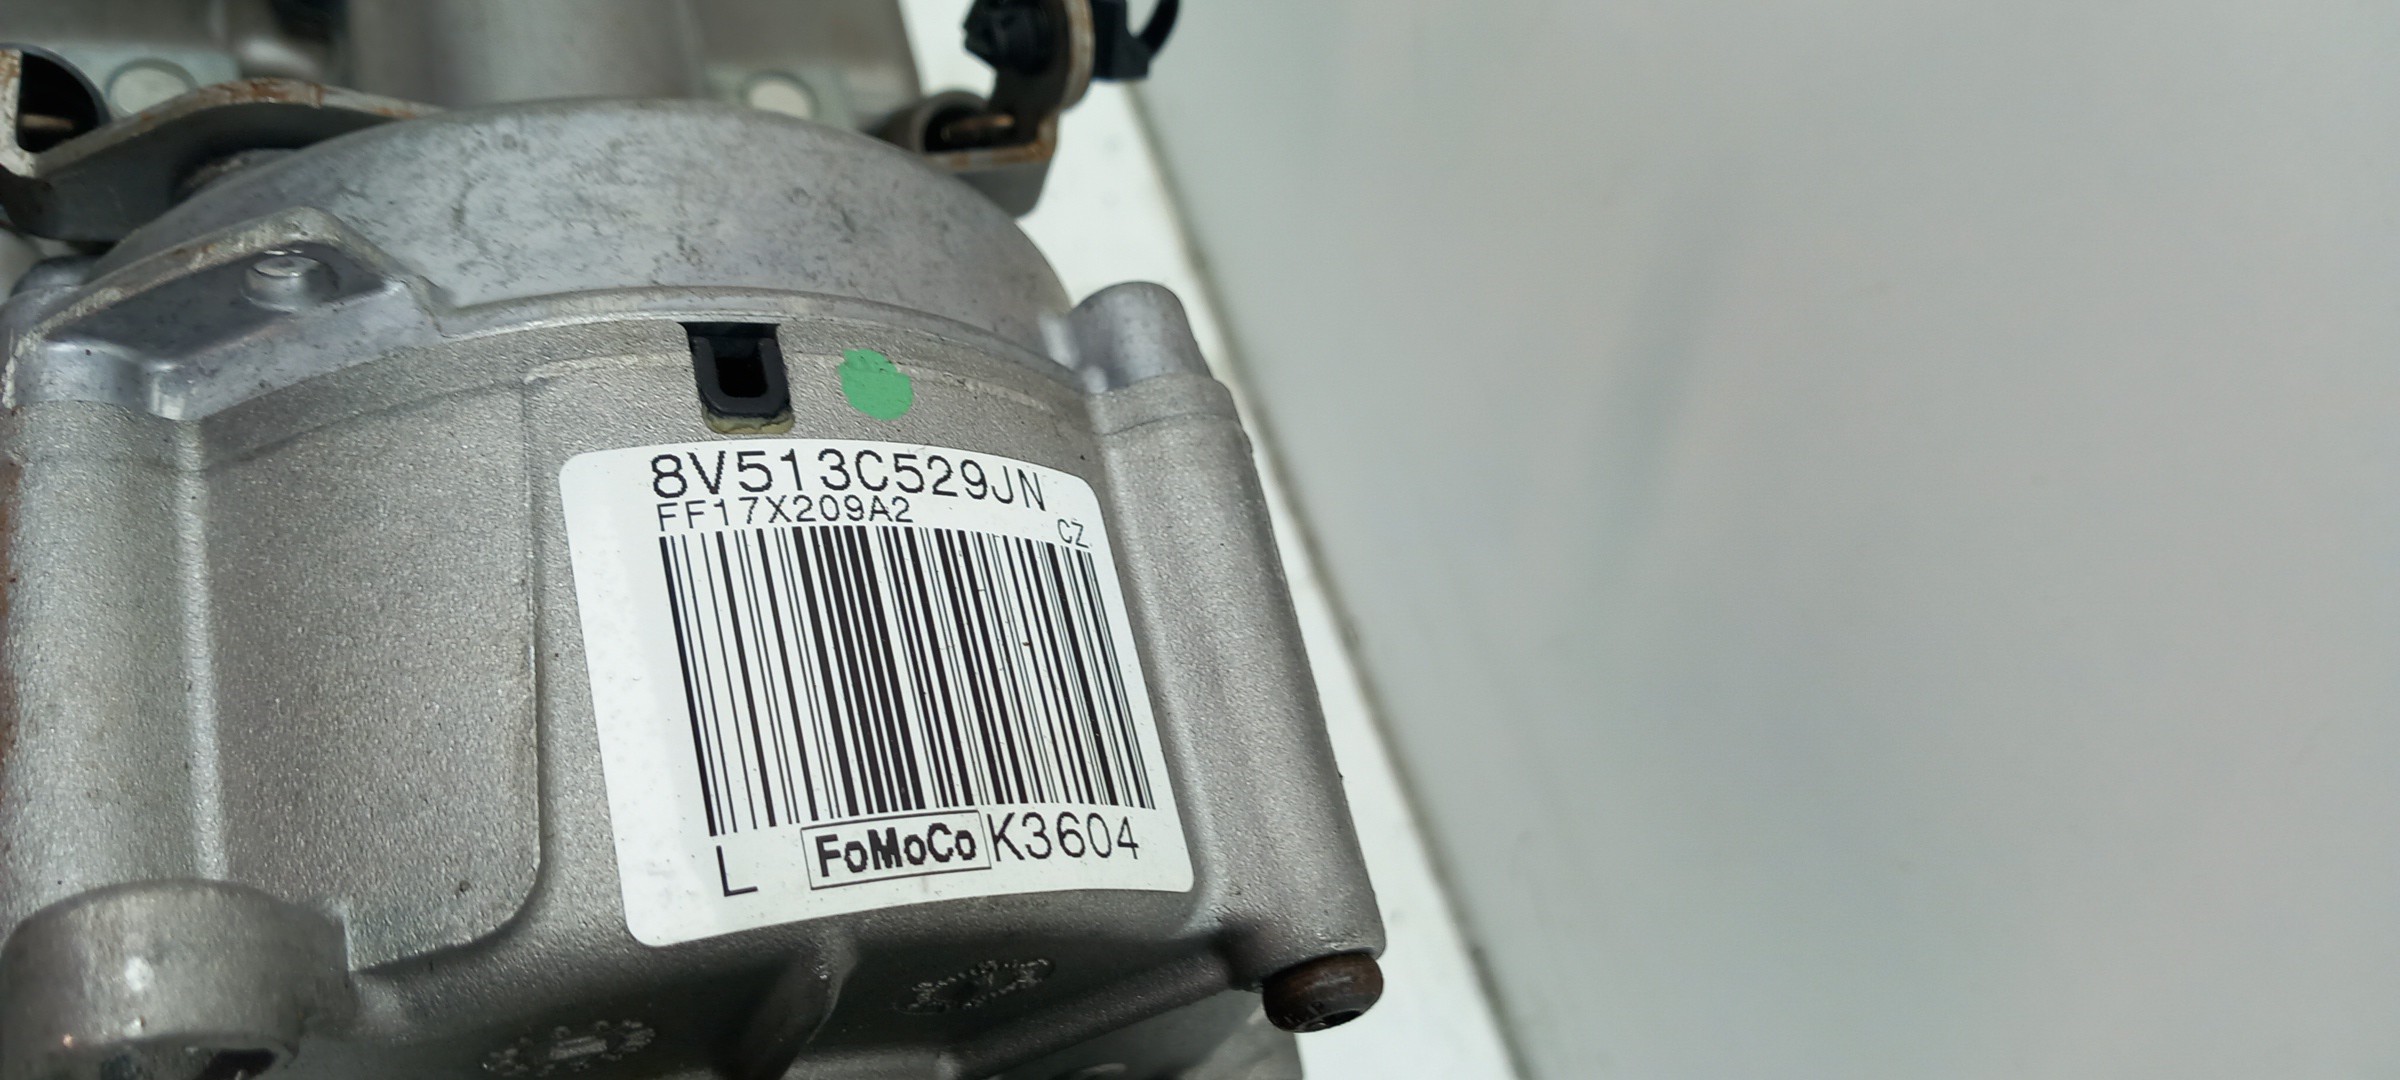 8V513C529JN
FF17X209A2
CZ
L FoMoCo K3604